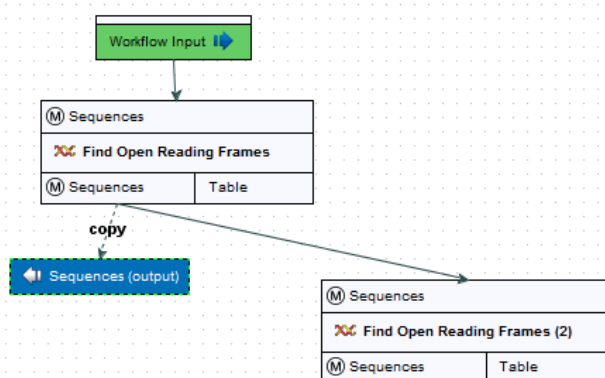 Workflow Input
M Sequences
Find Open Reading Frames
M Sequences Table
copy
Sequences (output)
M Sequences
Find Open Reading Frames (2)
M Sequences Table